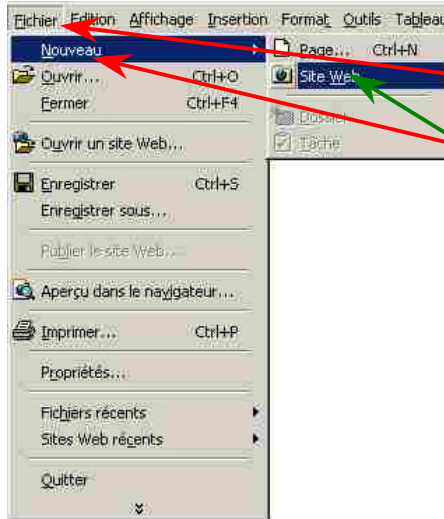 Fichier Edition Affichage Insertion Format Outils Tableau
Nouveau
Page... Ctrl+N
Ouvrir... Ctrl+O
Site Web
Fermer Ctrl+F4
Dossier
Ouvrir un site Web...
Tâche
Enregistrer Ctrl+S
Enregistrer sous...
Publier le site Web...
Aperçu dans le navigateur...
Imprimer... Ctrl+P
Propriétés...
Fichiers récents
Sites Web récents
Quitter